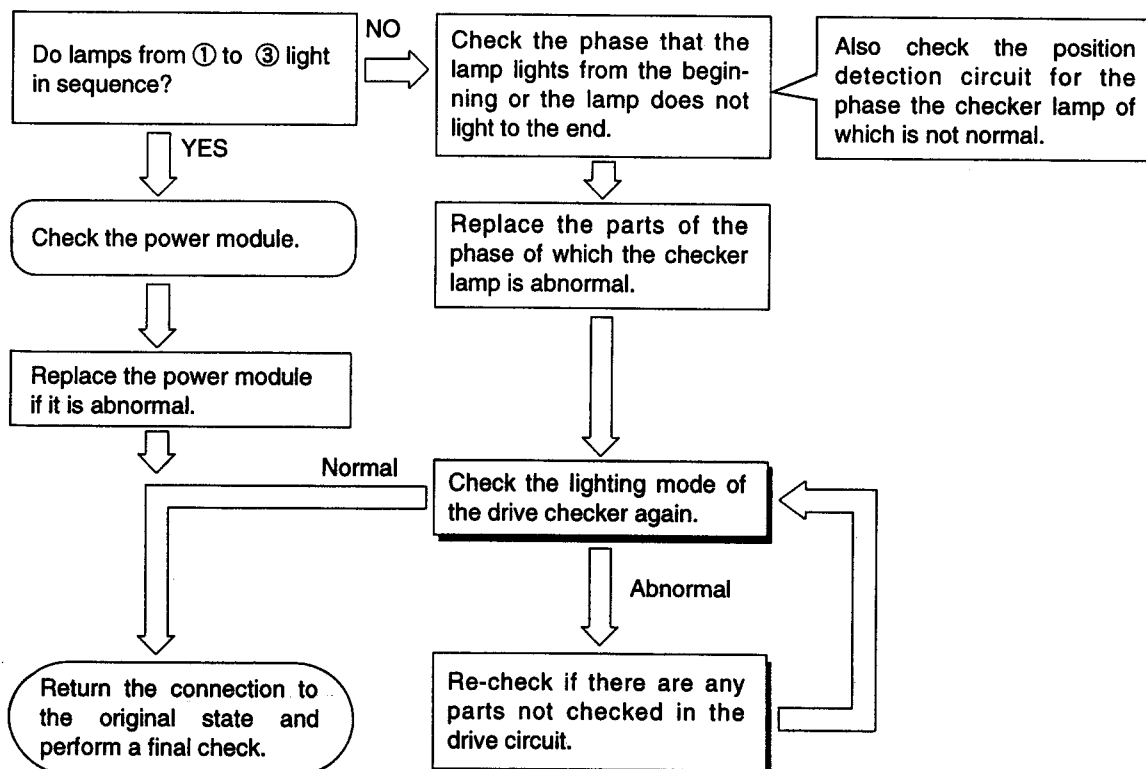 Do lamps from ① to ③ light
in sequence?
NO
Check the phase that the
lamp lights from the begin-
ning or the lamp does not
light to the end.
Also check the position
detection circuit for the
phase the checker lamp of
which is not normal.
YES
Check the power module.
Replace the parts of the
phase of which the checker
lamp is abnormal.
Replace the power module
if it is abnormal.
Normal
Check the lighting mode of
the drive checker again.
Abnormal
Return the connection to
the original state and
perform a final check.
Re-check if there are any
parts not checked in the
drive circuit.